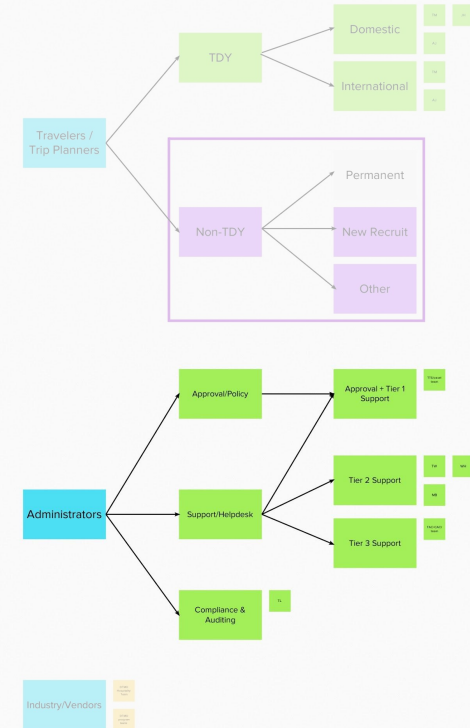 Domestic
TDY
International
Travelers /
Trip Planners
Permanent
Non-TDY
New Recruit
Other
Approval/Policy
Approval + Tier 1
Support
Tier 2 Support
Administrators
Support/Helpdesk
Tier 3 Support
Compliance &
Auditing
Industry/Vendors